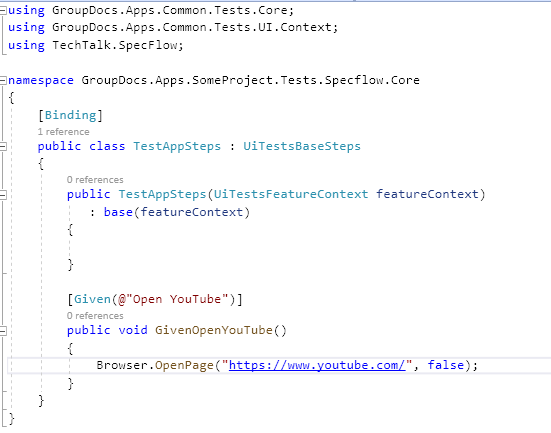 using GroupDocs.Apps.Common.Tests.Core;
using GroupDocs.Apps.Common.Tests.UI.Context;
using TechTalk.SpecFlow;
namespace GroupDocs.Apps.SomeProject.Tests.Specflow.Core
{
[Binding]
1 reference
public class TestAppSteps : UiTestsBaseSteps
{
0 references
public TestAppSteps(UiTestsFeatureContext featureContext)
: base(featureContext)
{
}
[Given(@"Open YouTube")]
0 references
public void GivenOpenYouTube()
{
Browser.OpenPage("https://www.youtube.com/", false);
}
}
}